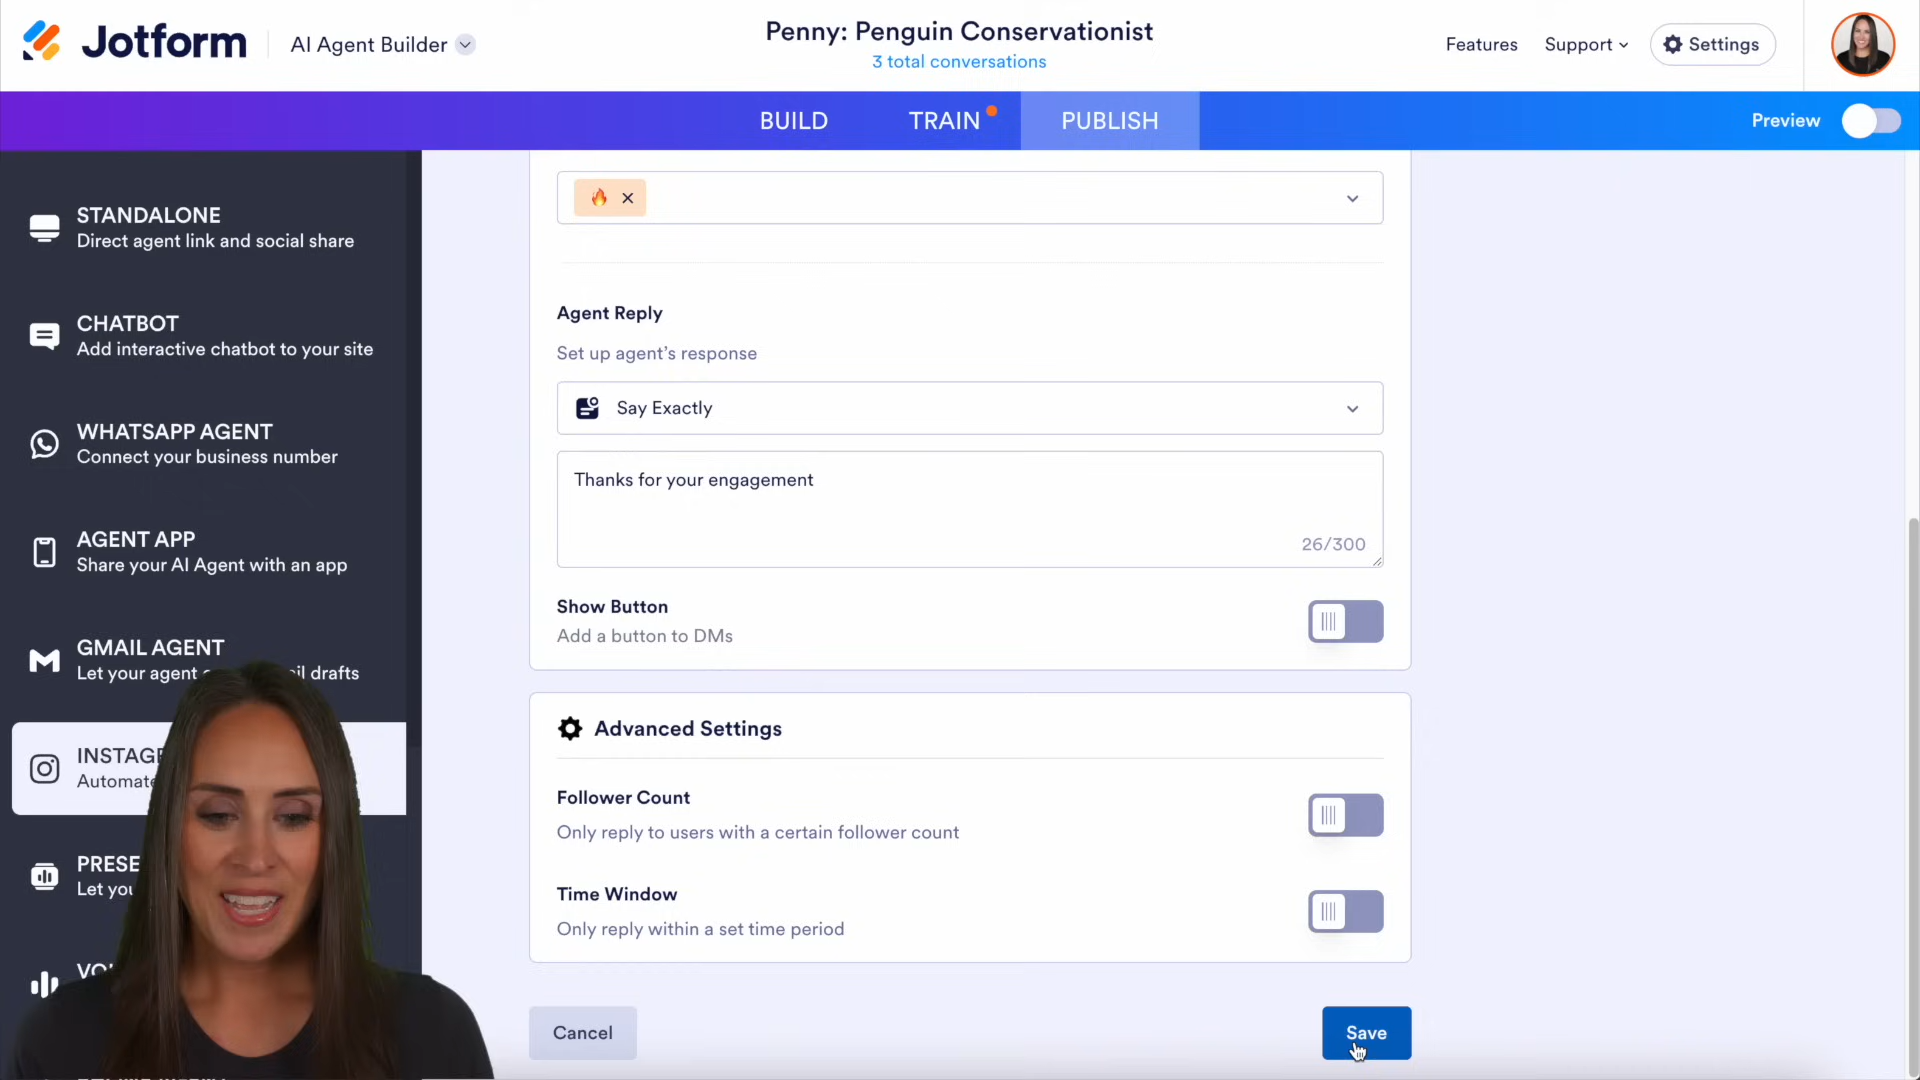 Jotform
AI Agent Builder
Penny: Penguin Conservationist
3 total conversations
Features
Support
Settings
BUILD
TRAIN
PUBLISH
Preview
STANDALONE
Direct agent link and social share
CHATBOT
Add interactive chatbot to your site
WHATSAPP AGENT
Connect your business number
AGENT APP
Share your AI Agent with an app
GMAIL AGENT
Let your agent drafts
Agent Reply
Set up agent’s response
Say Exactly
Thanks for your engagement
26/300
Show Button
Add a button to DMs
Advanced Settings
Follower Count
Only reply to users with a certain follower count
Time Window
Only reply within a set time period
Cancel
Save